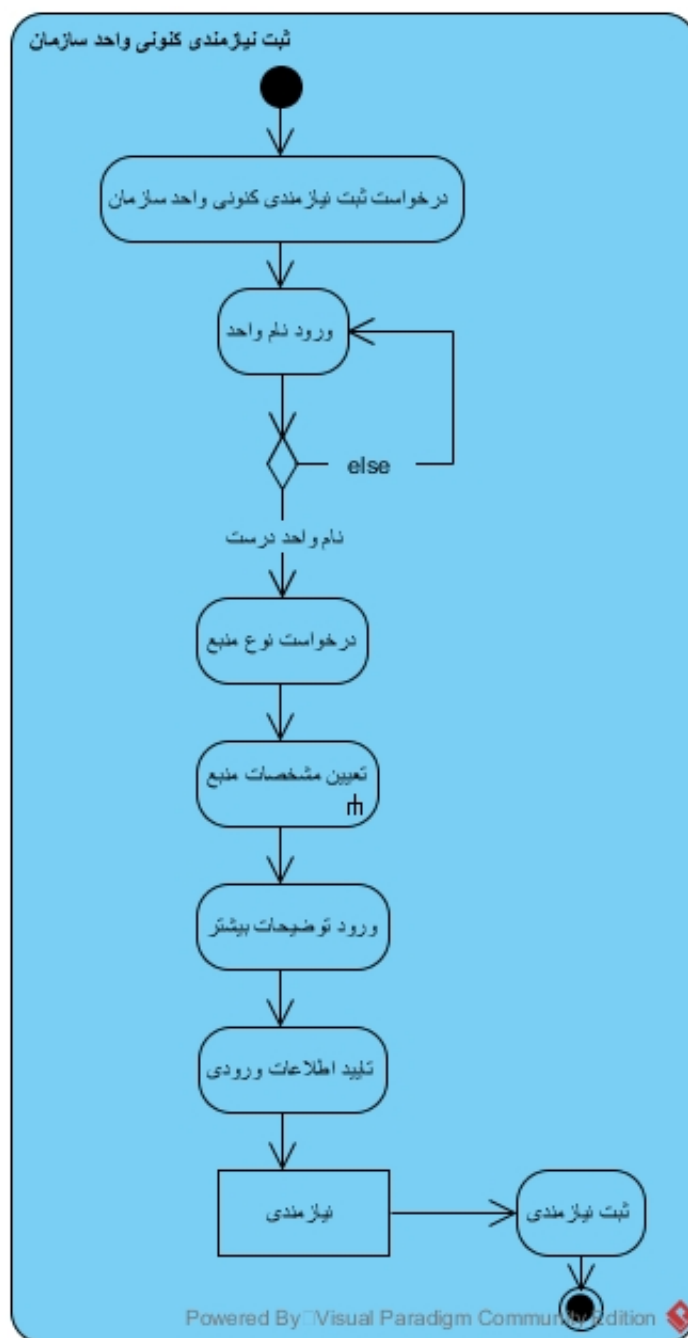 ثبت نیازمندی کنونی واحد سازمان
درخواست ثبت نیازمندی کنونی واحد سازمان
ورود نام واحد
else
نام واحد درست
درخواست نوع منبع
تعیین مشخصات منبع
ورود توضیحات بیشتر
تایید اطلاعات ورودی
نیازمندی
ثبت نیازمندی
Powered By Visual Paradigm Community Edition